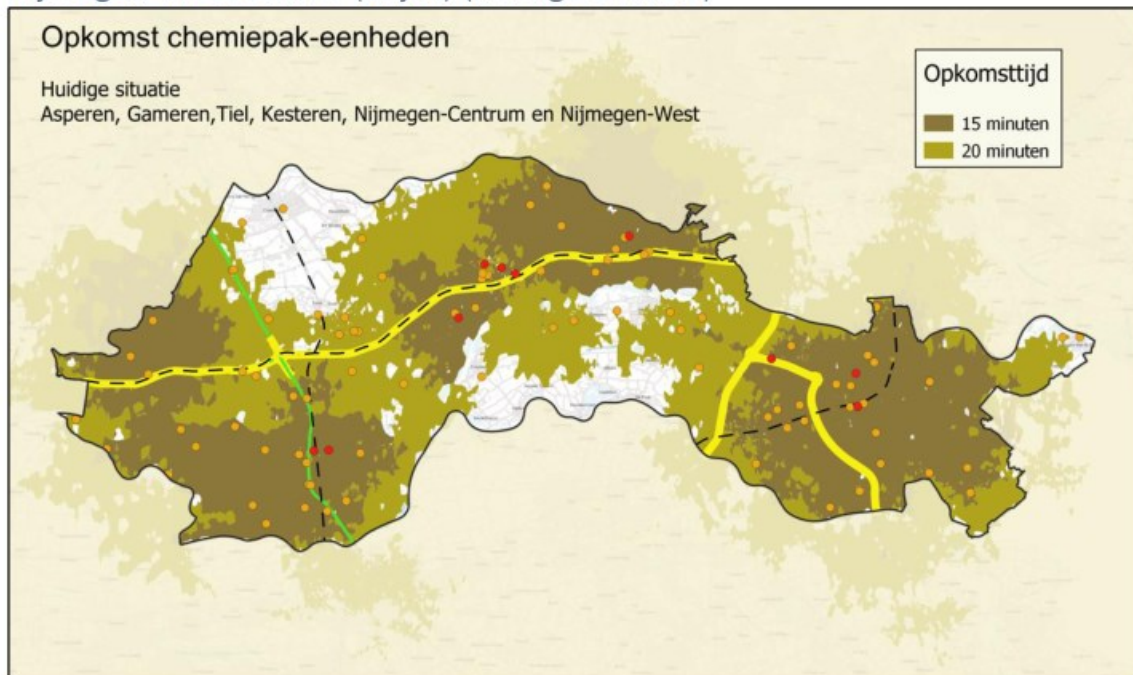 Opkomst chemiepak-eenheden
Huidige situatie
Asperen, Gameren,Tiel, Kesteren, Nijmegen-Centrum en Nijmegen-West
Opkomsttijd
15 minuten
20 minuten